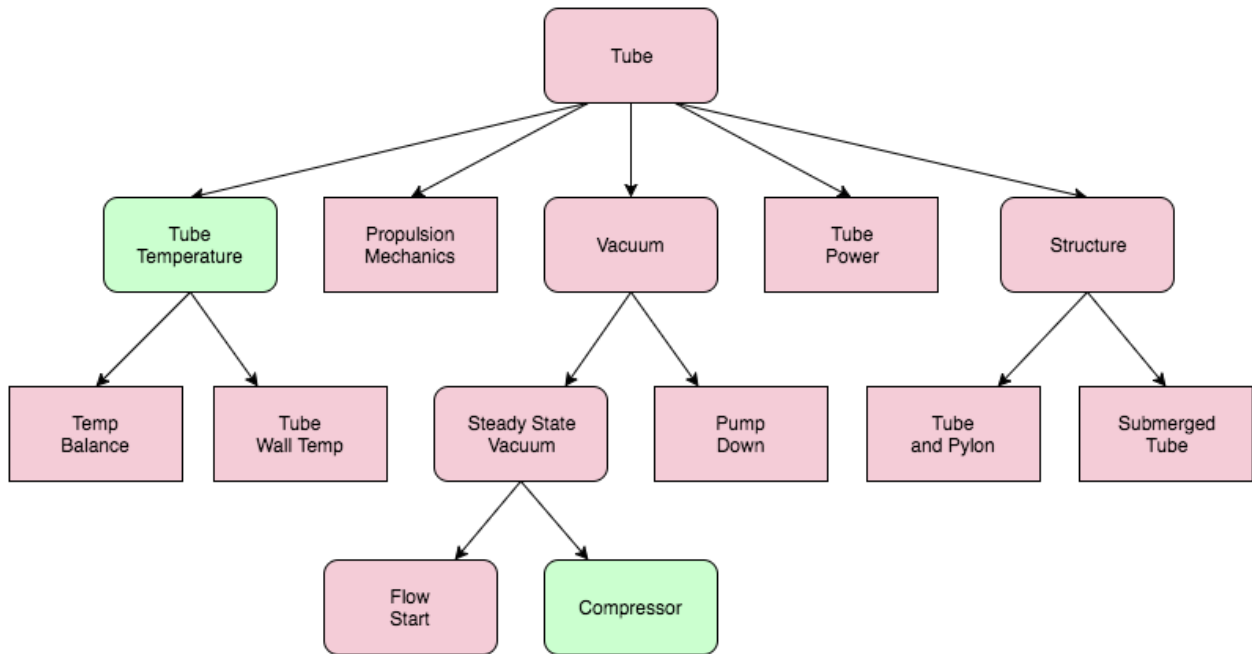 Tube
Tube
Temperature
Propulsion
Mechanics
Vacuum
Tube
Power
Structure
Temp
Balance
Tube
Wall Temp
Steady State
Vacuum
Pump
Down
Tube
and Pylon
Submerged
Tube
Flow
Start
Compressor